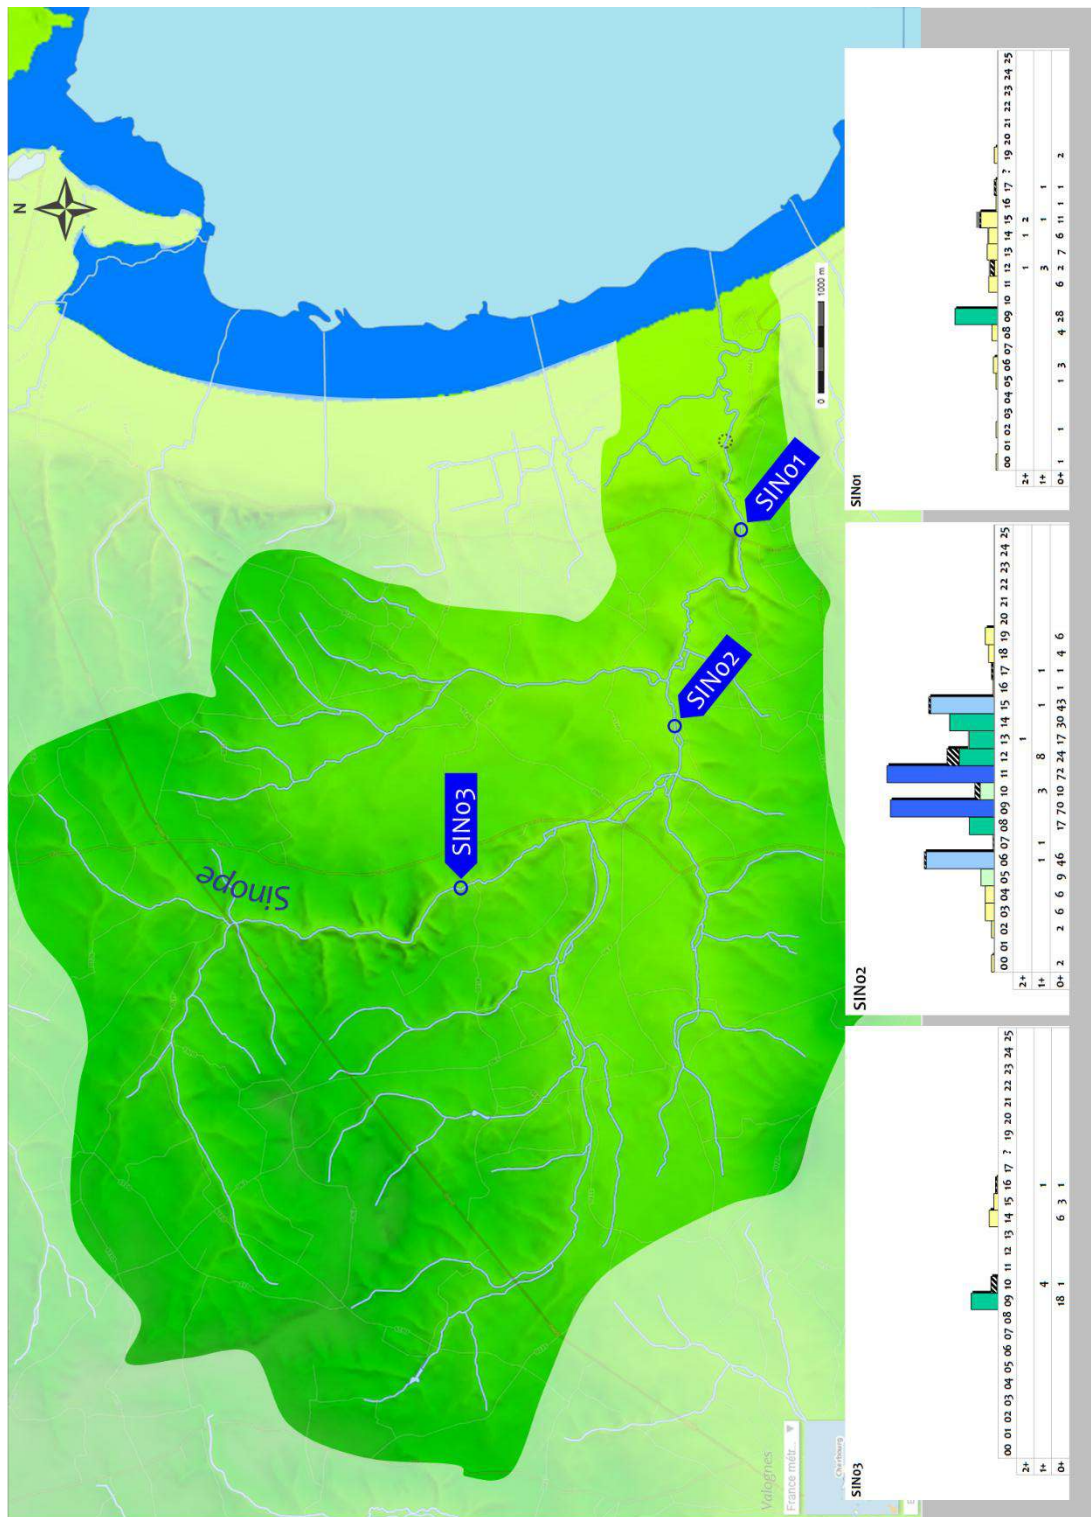 N
Sinope
SIN03
SIN02
SIN01
0 1000 m
Valognes
France métr...
Cherbourg
SIN03
00 01 02 03 04 05 06 07 08 09 10 11 12 13 14 15 16 17 ? 19 20 21 22 23 24 25
2+
1+ 4 1
0+ 18 1 6 3 1
SIN02
00 01 02 03 04 05 06 07 08 09 10 11 12 13 14 15 16 17 18 19 20 21 22 23 24 25
2+ 1
1+ 1 1 3 8 1 1
0+ 2 2 6 6 9 46 17 70 10 72 24 17 30 43 1 1 4 6
SIN01
00 01 02 03 04 05 06 07 08 09 10 11 12 13 14 15 16 17 ? 19 20 21 22 23 24 25
2+ 1 1 2
1+ 3 1 1
0+ 1 1 1 3 4 28 6 2 7 6 11 1 1 2